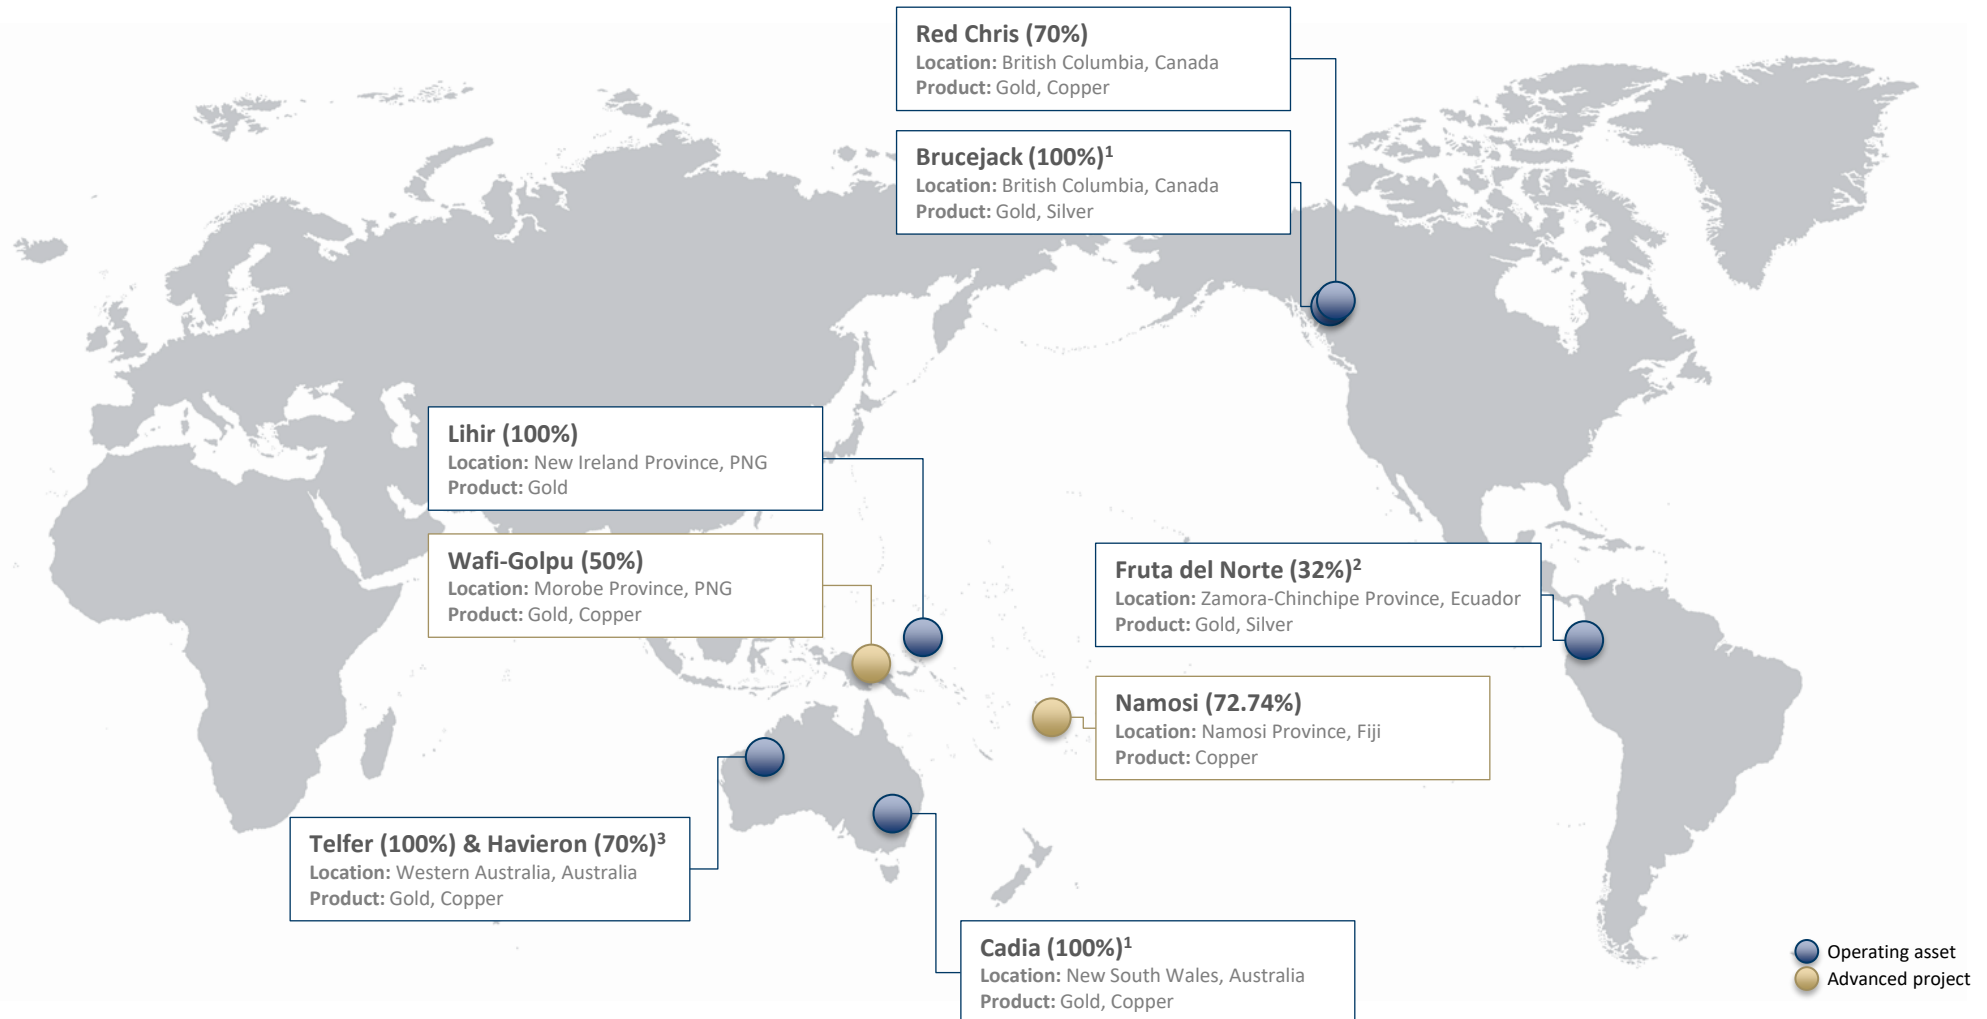 Red Chris (70%)
Location: British Columbia, Canada
Product: Gold, Copper
Brucejack (100%)¹
Location: British Columbia, Canada
Product: Gold, Silver
Lihir (100%)
Location: New Ireland Province, PNG
Product: Gold
Wafi-Golpu (50%)
Location: Morobe Province, PNG
Product: Gold, Copper
Fruta del Norte (32%)²
Location: Zamora-Chinchipe Province, Ecuador
Product: Gold, Silver
Namosi (72.74%)
Location: Namosi Province, Fiji
Product: Copper
Telfer (100%) & Havieron (70%)³
Location: Western Australia, Australia
Product: Gold, Copper
Cadia (100%)¹
Location: New South Wales, Australia
Product: Gold, Copper
Operating asset
Advanced project